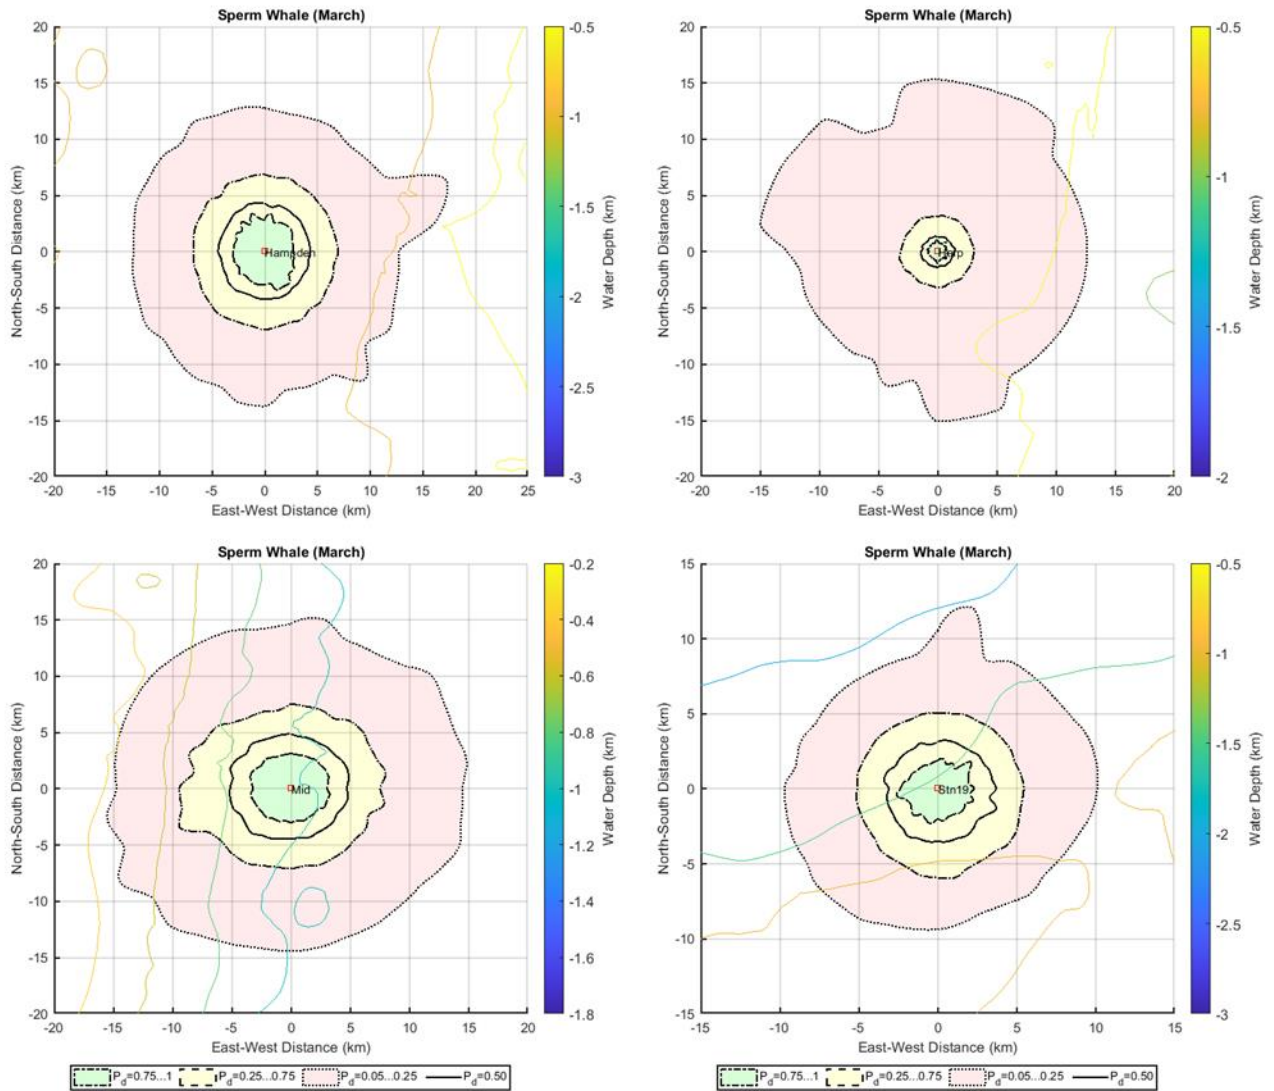 Sperm Whale (March)
20
15
10
5
0
-5
-10
-15
-20
North-South Distance (km)
Hampden
-20 -15 -10 -5 0 5 10 15 20 25
East-West Distance (km)
-0.5
-1
-1.5
-2
-2.5
-3
Water Depth (km)
Sperm Whale (March)
20
15
10
5
0
-5
-10
-15
-20
North-South Distance (km)
-20 -15 -10 -5 0 5 10 15 20
East-West Distance (km)
-0.5
-1
-1.5
-2
Water Depth (km)
Sperm Whale (March)
20
15
10
5
0
-5
-10
-15
-20
North-South Distance (km)
Mid
-20 -15 -10 -5 0 5 10 15 20
East-West Distance (km)
-0.2
-0.4
-0.6
-0.8
-1
-1.2
-1.4
-1.6
-1.8
Water Depth (km)
Sperm Whale (March)
15
10
5
0
-5
-10
-15
North-South Distance (km)
Stn19
-15 -10 -5 0 5 10 15
East-West Distance (km)
-0.5
-1
-1.5
-2
-2.5
-3
Water Depth (km)
Pd=0.75...1 Pd=0.25...0.75 Pd=0.05...0.25 Pd=0.50
Pd=0.75...1 Pd=0.25...0.75 Pd=0.05...0.25 Pd=0.50